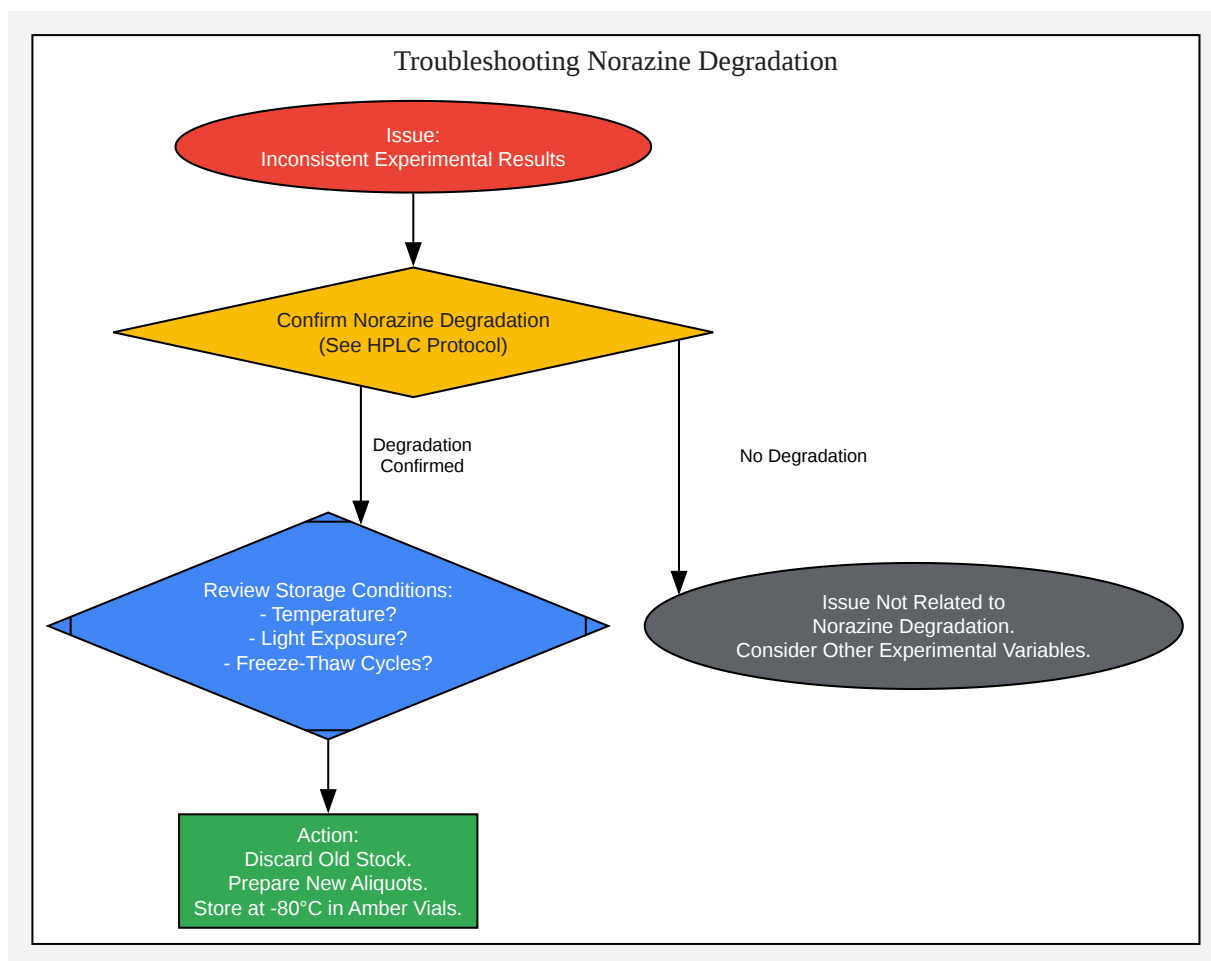 Troubleshooting Norazine Degradation
Issue:
Inconsistent Experimental Results
Confirm Norazine Degradation
(See HPLC Protocol)
Degradation
Confirmed
No Degradation
Review Storage Conditions:
- Temperature?
- Light Exposure?
- Freeze-Thaw Cycles?
Issue Not Related to
Norazine Degradation.
Consider Other Experimental Variables.
Action:
Discard Old Stock.
Prepare New Aliquots.
Store at -80°C in Amber Vials.